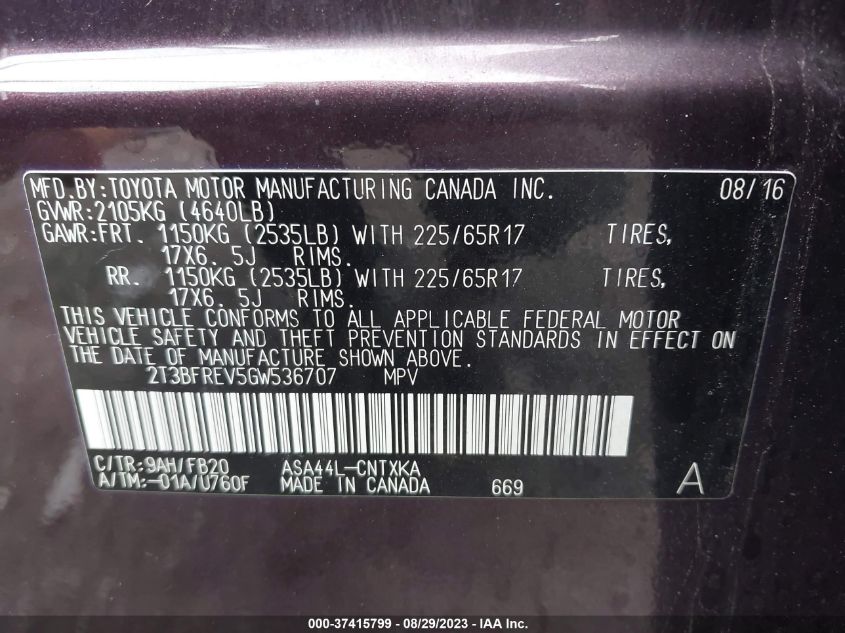 MFD.BY:TOYOTA MOTOR MANUFACTURING CANADA INC. 08/16
GVWR:2105KG (4640LB)
GAWR:FRT. 1150KG (2535LB) WITH 225/65R17 TIRES,
17X6. 5J RIMS.
RR. 1150KG (2535LB) WITH 225/65R17 TIRES,
17X6. 5J RIMS.
THIS VEHICLE CONFORMS TO ALL APPLICABLE FEDERAL MOTOR
VEHICLE SAFETY AND THEFT PREVENTION STANDARDS IN EFFECT ON
THE DATE OF MANUFACTURE SHOWN ABOVE.
2T3BFREV5GW536707 MPV
C/TR:9AH/FB20 ASA44L-CNTXKA
A/TM:-01A/U760F MADE IN CANADA 669 A
000-37415799 - 08/29/2023 - IAA Inc.